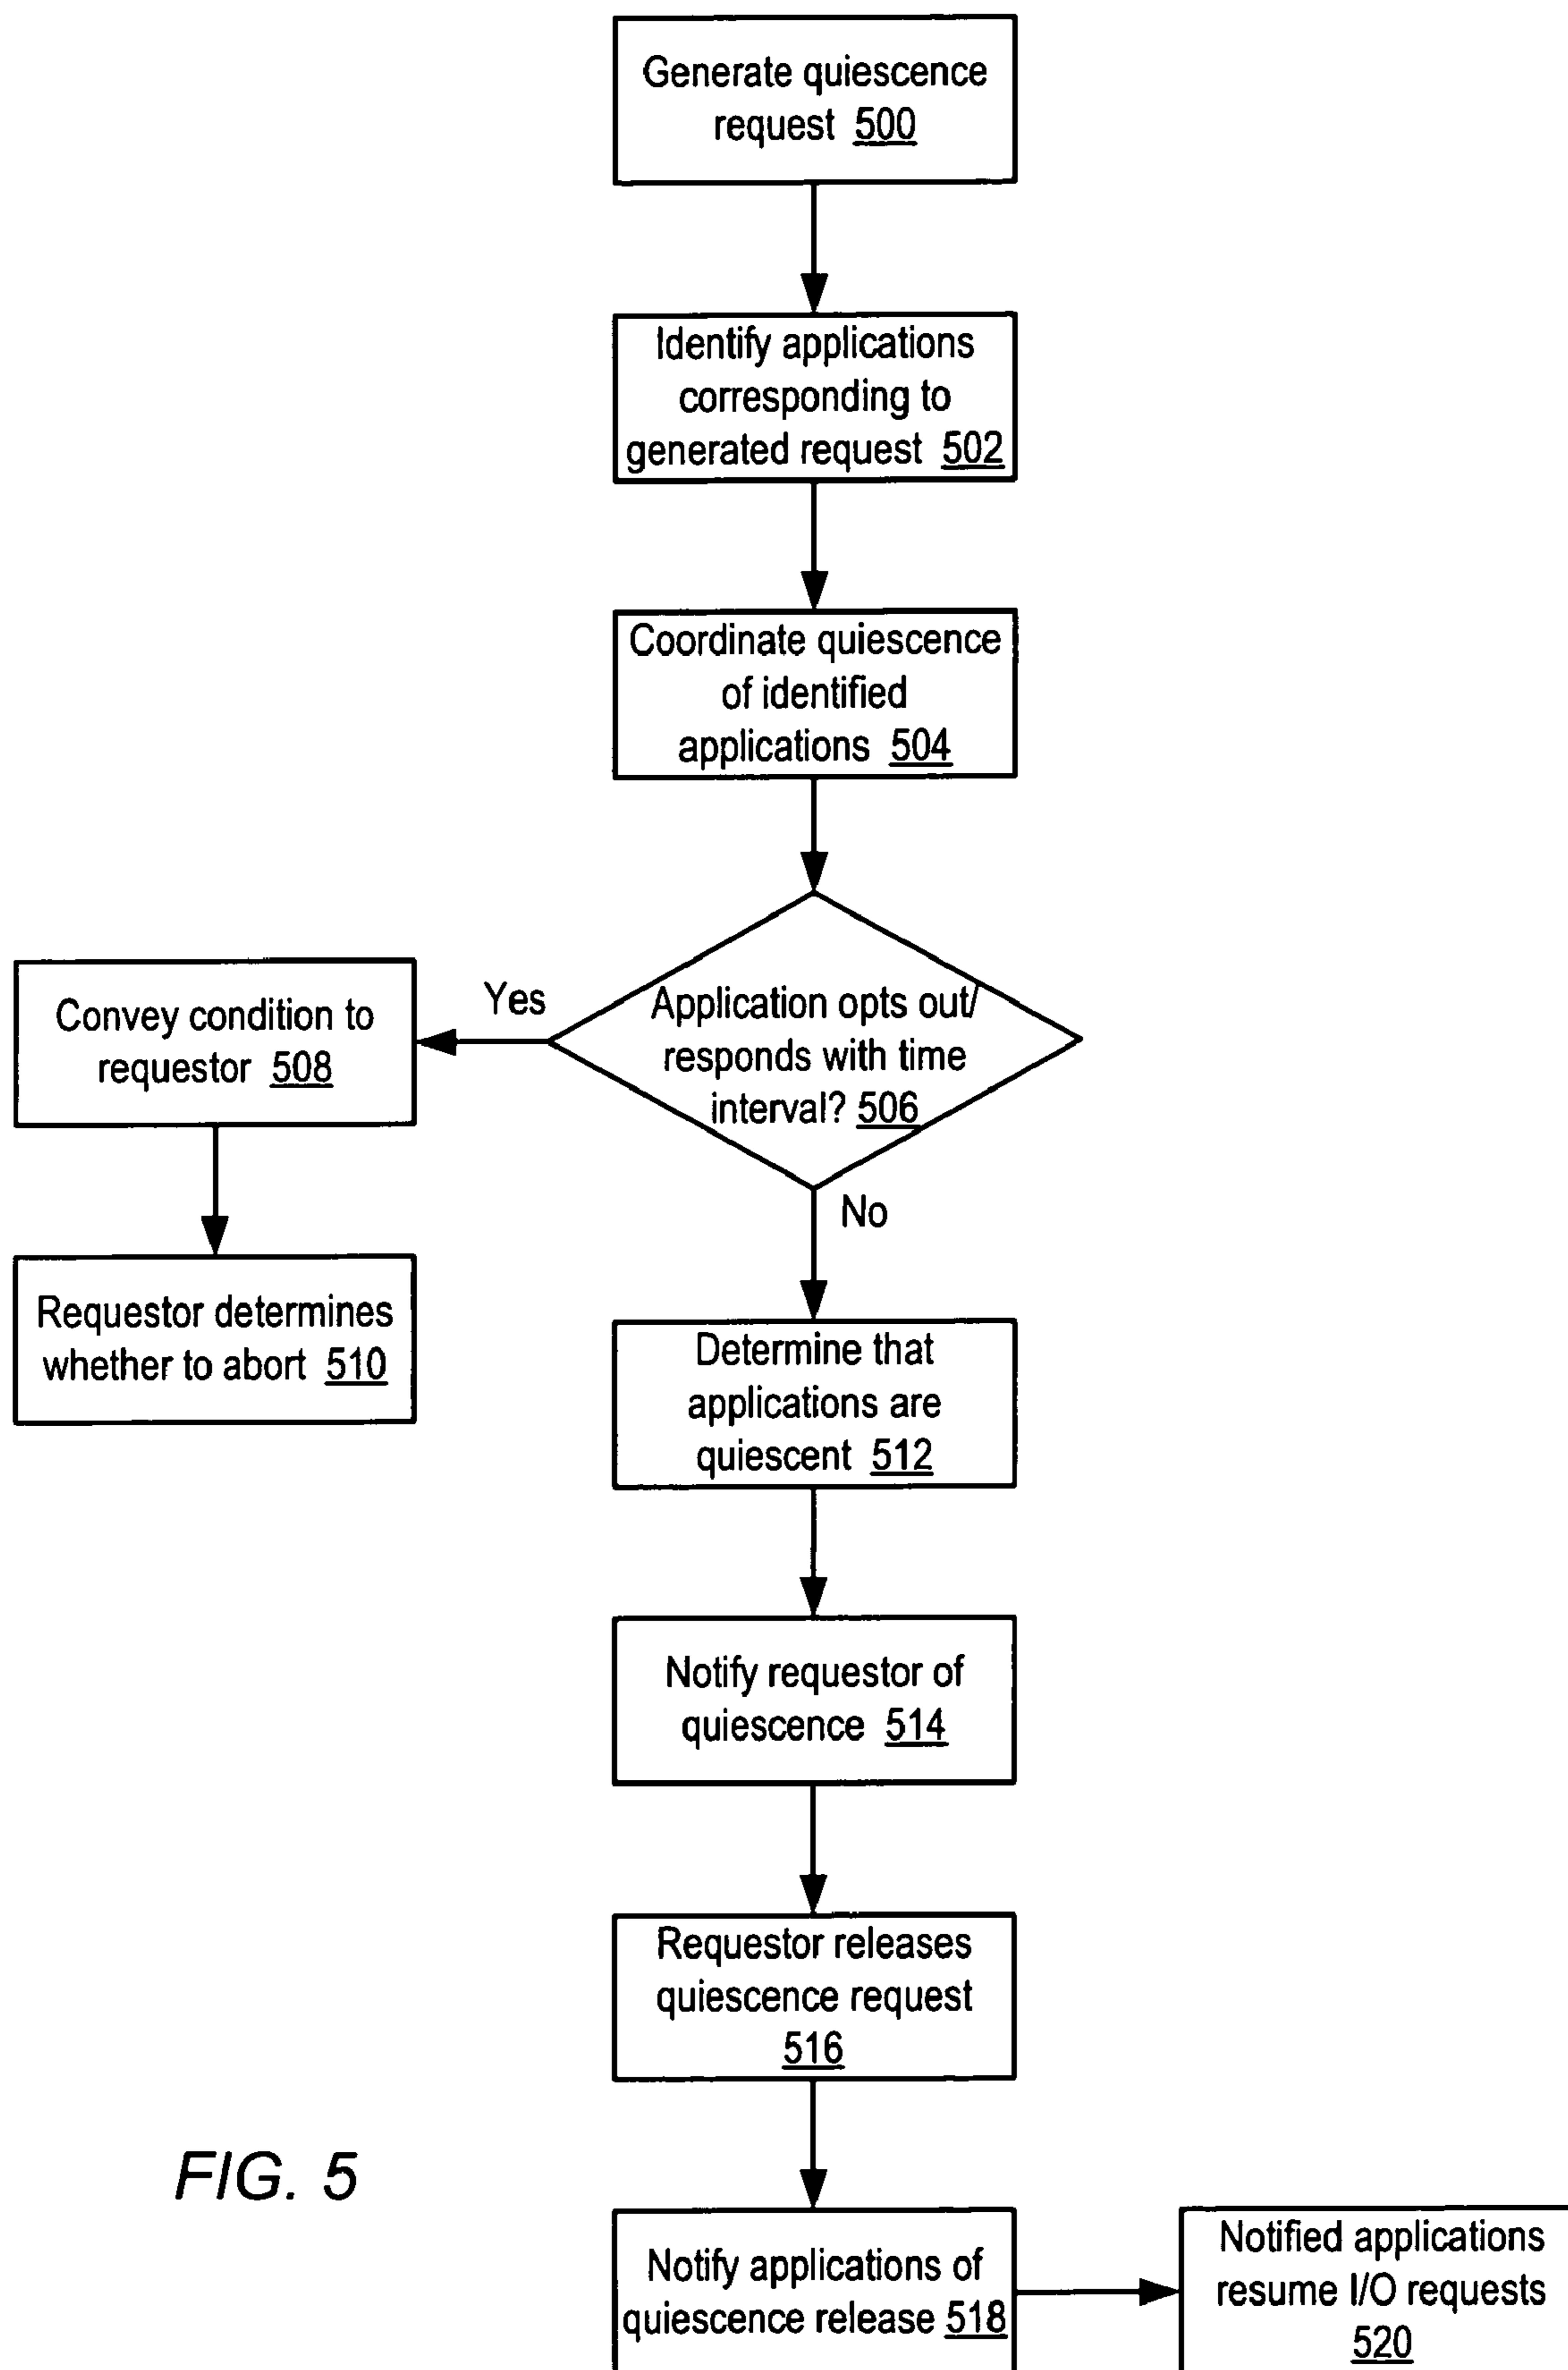 Generate quiescence
request 500
Identify applications
corresponding to
generated request 502
Coordinate quiescence
of identified
applications 504
Application opts out/
responds with time
interval? 506
Yes
Convey condition to
requestor 508
Requestor determines
whether to abort 510
No
Determine that
applications are
quiescent 512
Notify requestor of
quiescence 514
Requestor releases
quiescence request
516
Notify applications of
quiescence release 518
Notified applications
resume I/O requests
520
FIG. 5